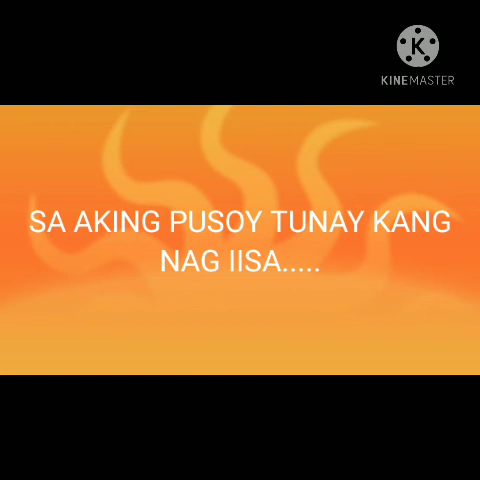 KINEMASTER
SA AKING PUSOY TUNAY KANG
NAG IISA.....